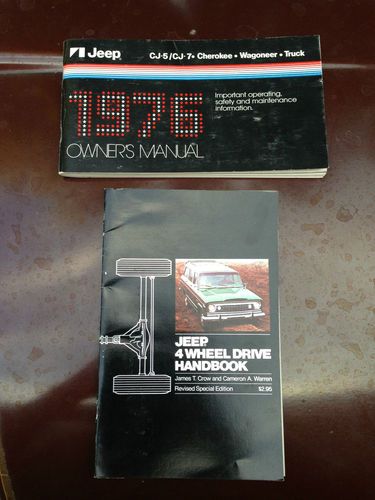 Jeep
CJ-5/CJ-7• Cherokee • Wagoneer • Truck
1976
Important operating,
safety and maintenance
information.
OWNER'S MANUAL
JEEP
4 WHEEL DRIVE
HANDBOOK
James T. Crow and Cameron A. Warren
Revised Special Edition $2.95